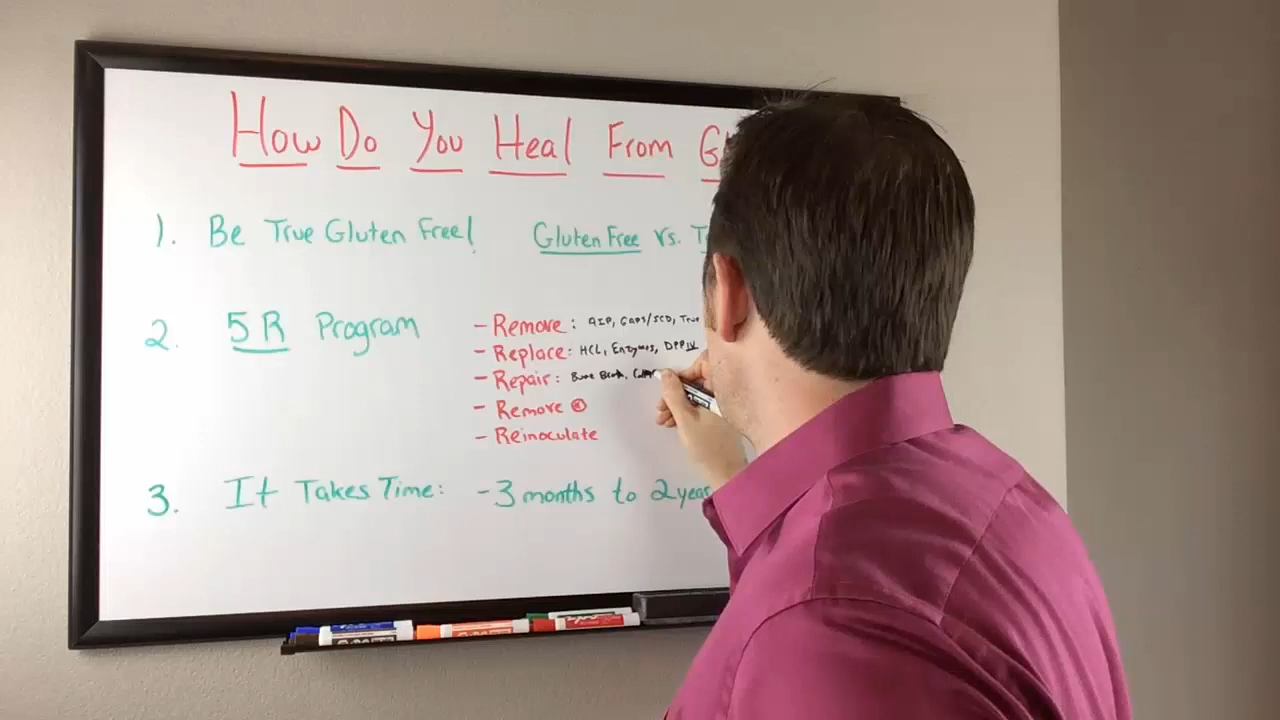 How Do You Heal From G
1. Be True Gluten Free! Gluten Free vs. T
2. 5R Program
- Remove: AIP, GAPS/SCD, True
- Replace: HCL, Enzymes, DPPIV
- Repair: Bone Broth,
- Remove
- Reinoculate
3. It Takes Time: - 3 months to 2 years